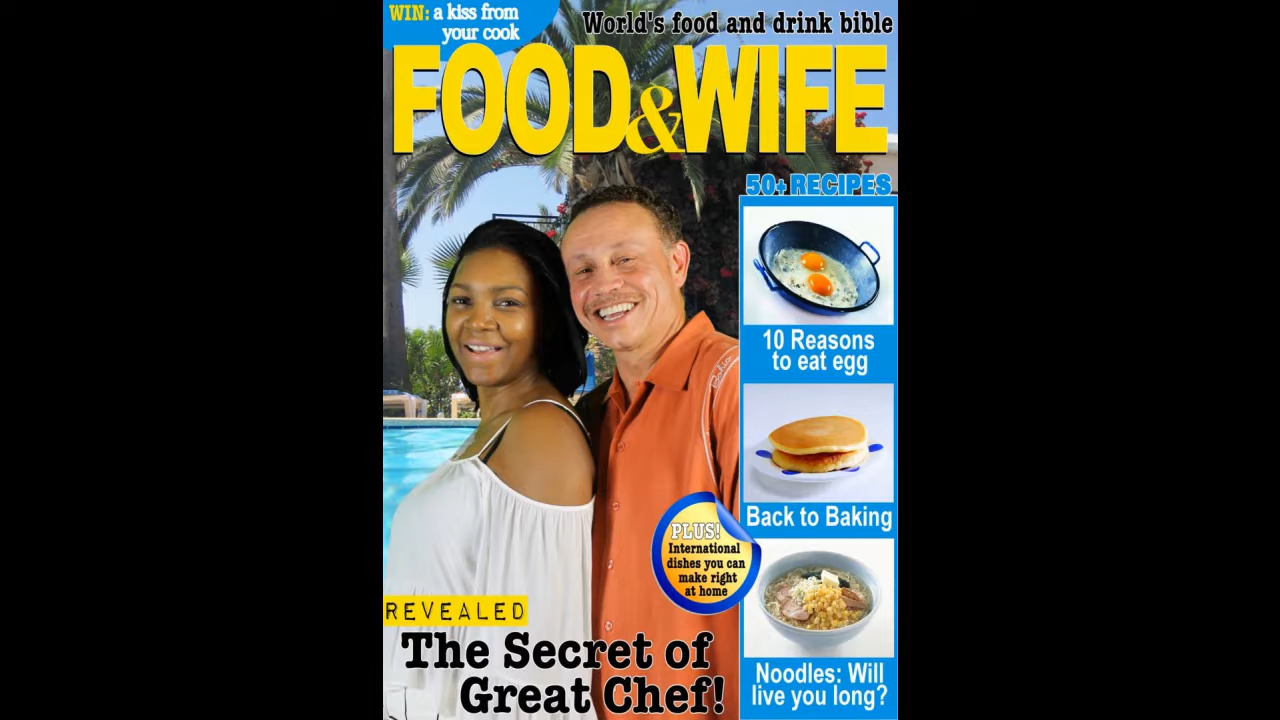 WIN: a kiss from
your cook
World's food and drink bible
FOOD&WIFE
50+ RECIPES
10 Reasons
to eat egg
Back to Baking
PLUS!
International
dishes you can
make right
at home
Noodles: Will
live you long?
REVEALED
The Secret of
Great Chef!